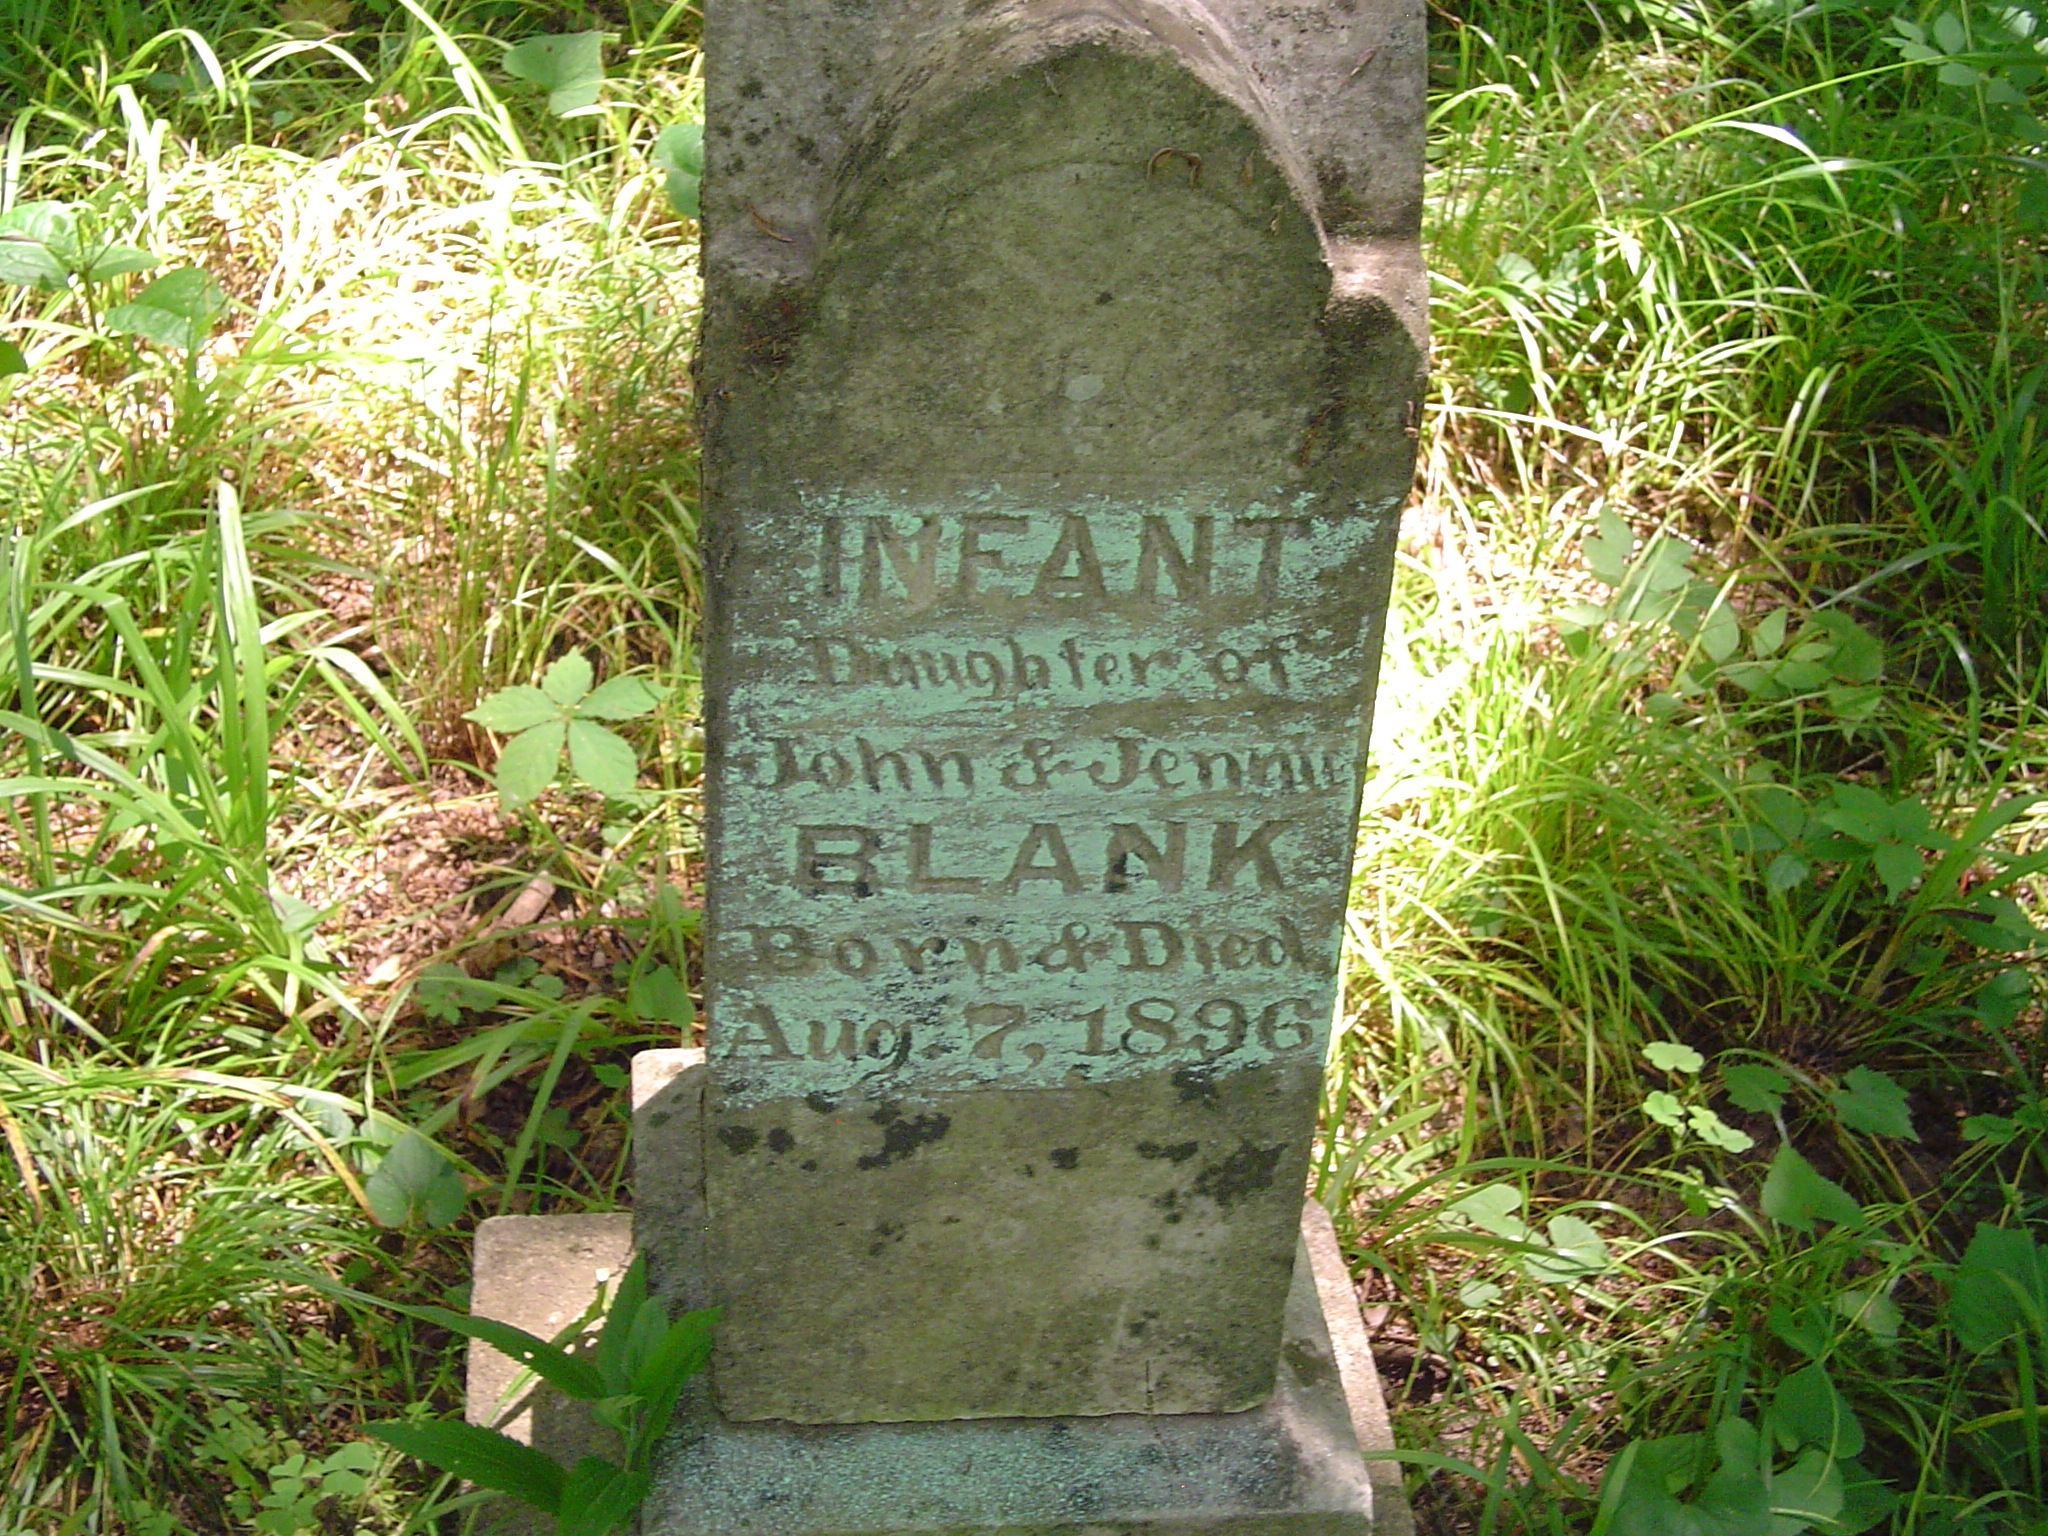 INFANT
Daughter of
John & Jennie
BLANK
Born & Died
Aug. 7, 1896